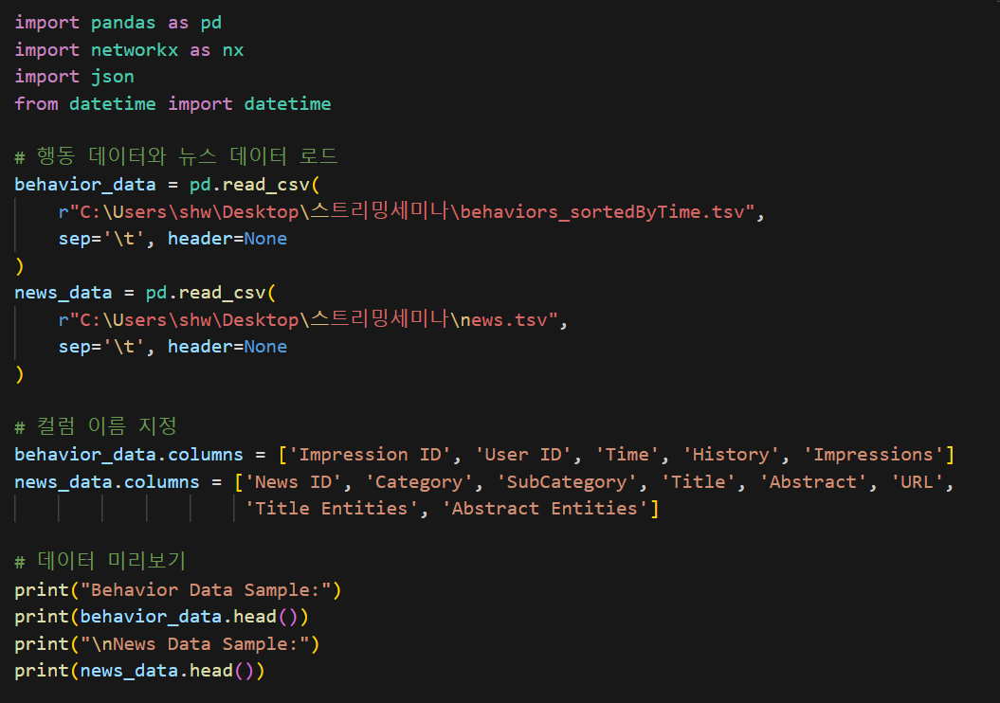 import pandas as pd
import networkx as nx
import json
from datetime import datetime
# 행동 데이터와 뉴스 데이터 로드
behavior_data = pd.read_csv(
    r"C:\Users\shw\Desktop\스트리밍세미나\behaviors_sortedByTime.tsv",
    sep='\t', header=None
)
news_data = pd.read_csv(
    r"C:\Users\shw\Desktop\스트리밍세미나\news.tsv",
    sep='\t', header=None
)
# 컬럼 이름 지정
behavior_data.columns = ['Impression ID', 'User ID', 'Time', 'History', 'Impressions']
news_data.columns = ['News ID', 'Category', 'SubCategory', 'Title', 'Abstract', 'URL',
                     'Title Entities', 'Abstract Entities']
# 데이터 미리보기
print("Behavior Data Sample:")
print(behavior_data.head())
print("\nNews Data Sample:")
print(news_data.head())